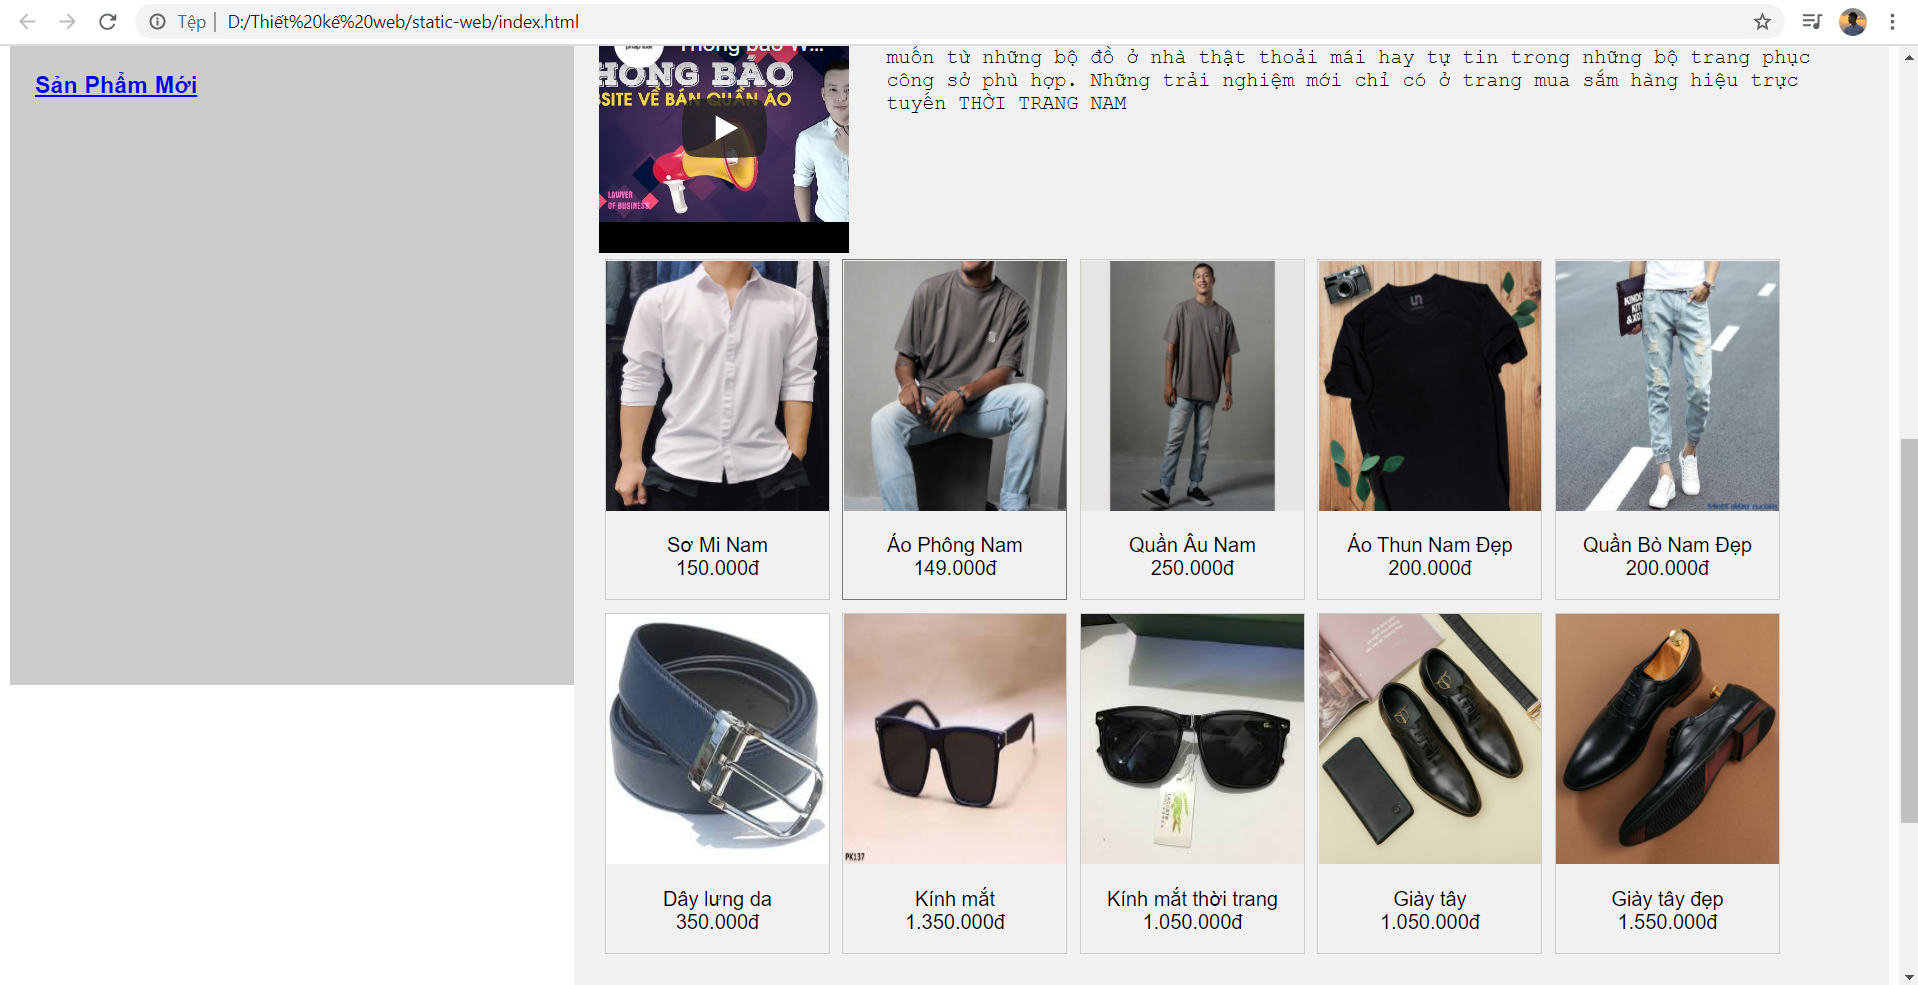 Tệp
D:/Thiết%20kế%20web/static-web/index.html
Sản Phẩm Mới
Thông báo W...
HÔNG BÁO
SITE VỀ BÁN QUẦN ÁO
LAWYER
OF BUSINESS
muốn từ những bộ đồ ở nhà thật thoải mái hay tự tin trong những bộ trang phục
công sở phù hợp. Những trải nghiệm mới chỉ có ở trang mua sắm hàng hiệu trực
tuyến THỜI TRANG NAM
Sơ Mi Nam
150.000đ
Áo Phông Nam
149.000đ
Quần Âu Nam
250.000đ
Áo Thun Nam Đẹp
200.000đ
Quần Bò Nam Đẹp
200.000đ
PK137
Dây lưng da
350.000đ
Kính mắt
1.350.000đ
Kính mắt thời trang
1.050.000đ
Giày tây
1.050.000đ
Giày tây đẹp
1.550.000đ